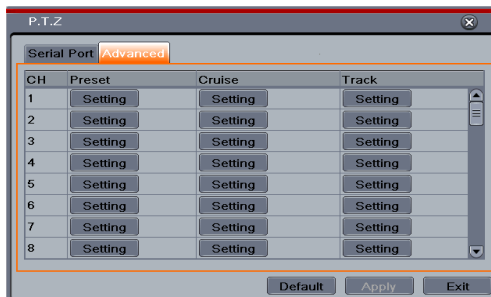 P.T.Z
Serial Port Advanced
CH Preset Cruise Track
1 Setting Setting Setting
2 Setting Setting Setting
3 Setting Setting Setting
4 Setting Setting Setting
5 Setting Setting Setting
6 Setting Setting Setting
7 Setting Setting Setting
8 Setting Setting Setting
Default Apply Exit